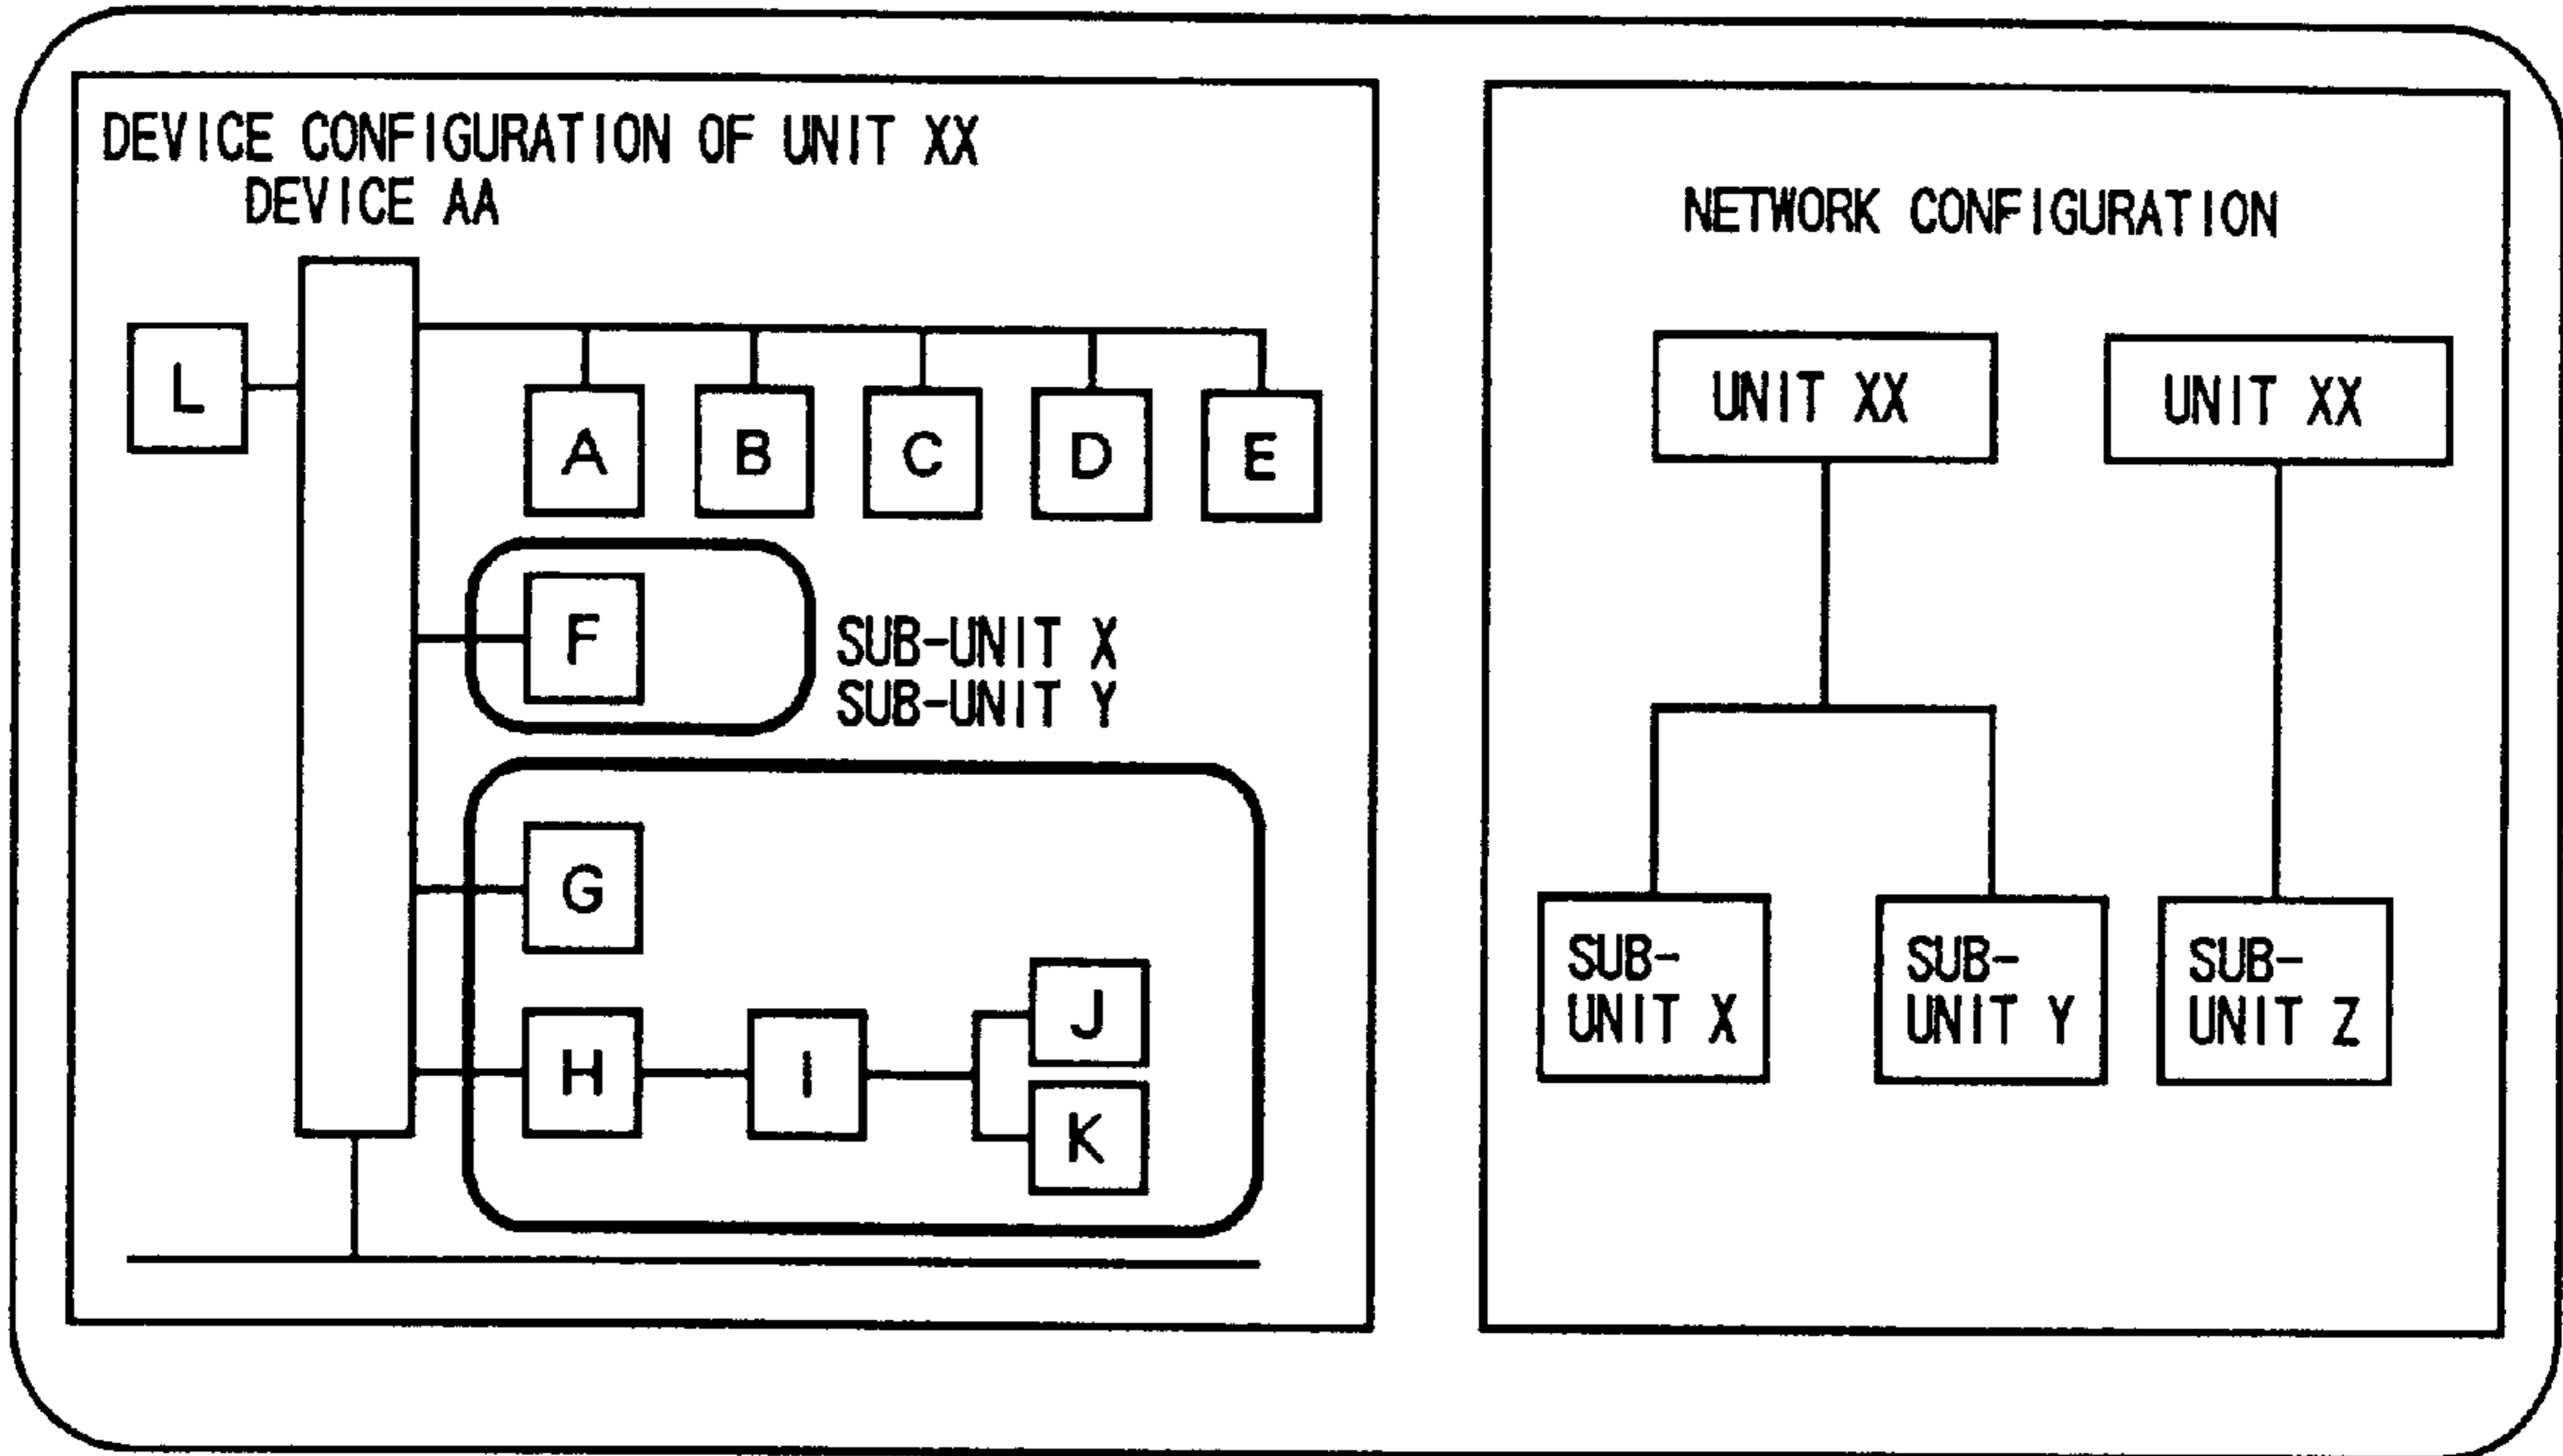 DEVICE CONFIGURATION OF UNIT XX
DEVICE AA
L
A B C D E
F
SUB-UNIT X
SUB-UNIT Y
G
H I J
K
NETWORK CONFIGURATION
UNIT XX UNIT XX
SUB-
UNIT X
SUB-
UNIT Y
SUB-
UNIT Z